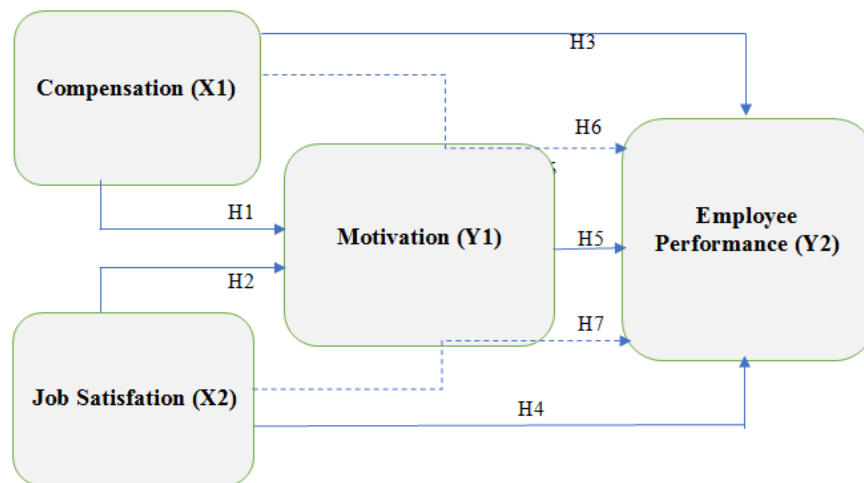 H3
Compensation (X1)
H6
H1
Motivation (Y1)
Employee
Performance (Y2)
H5
H2
H7
Job Satisfation (X2)
H4